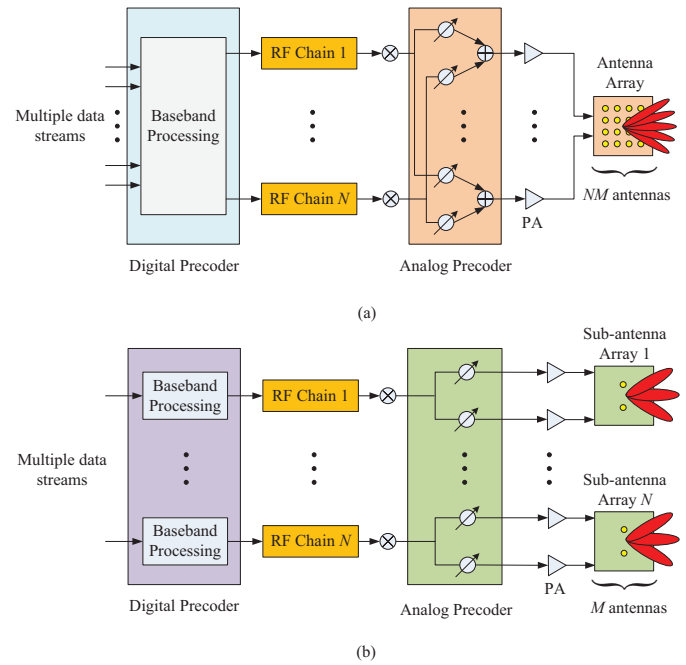 Multiple data
streams
Baseband
Processing
Digital Precoder
RF Chain 1
RF Chain N
Analog Precoder
PA
Antenna
Array
NM antennas
(a)
Multiple data
streams
Baseband
Processing
Baseband
Processing
Digital Precoder
RF Chain 1
RF Chain N
Analog Precoder
PA
Sub-antenna
Array 1
Sub-antenna
Array N
M antennas
(b)